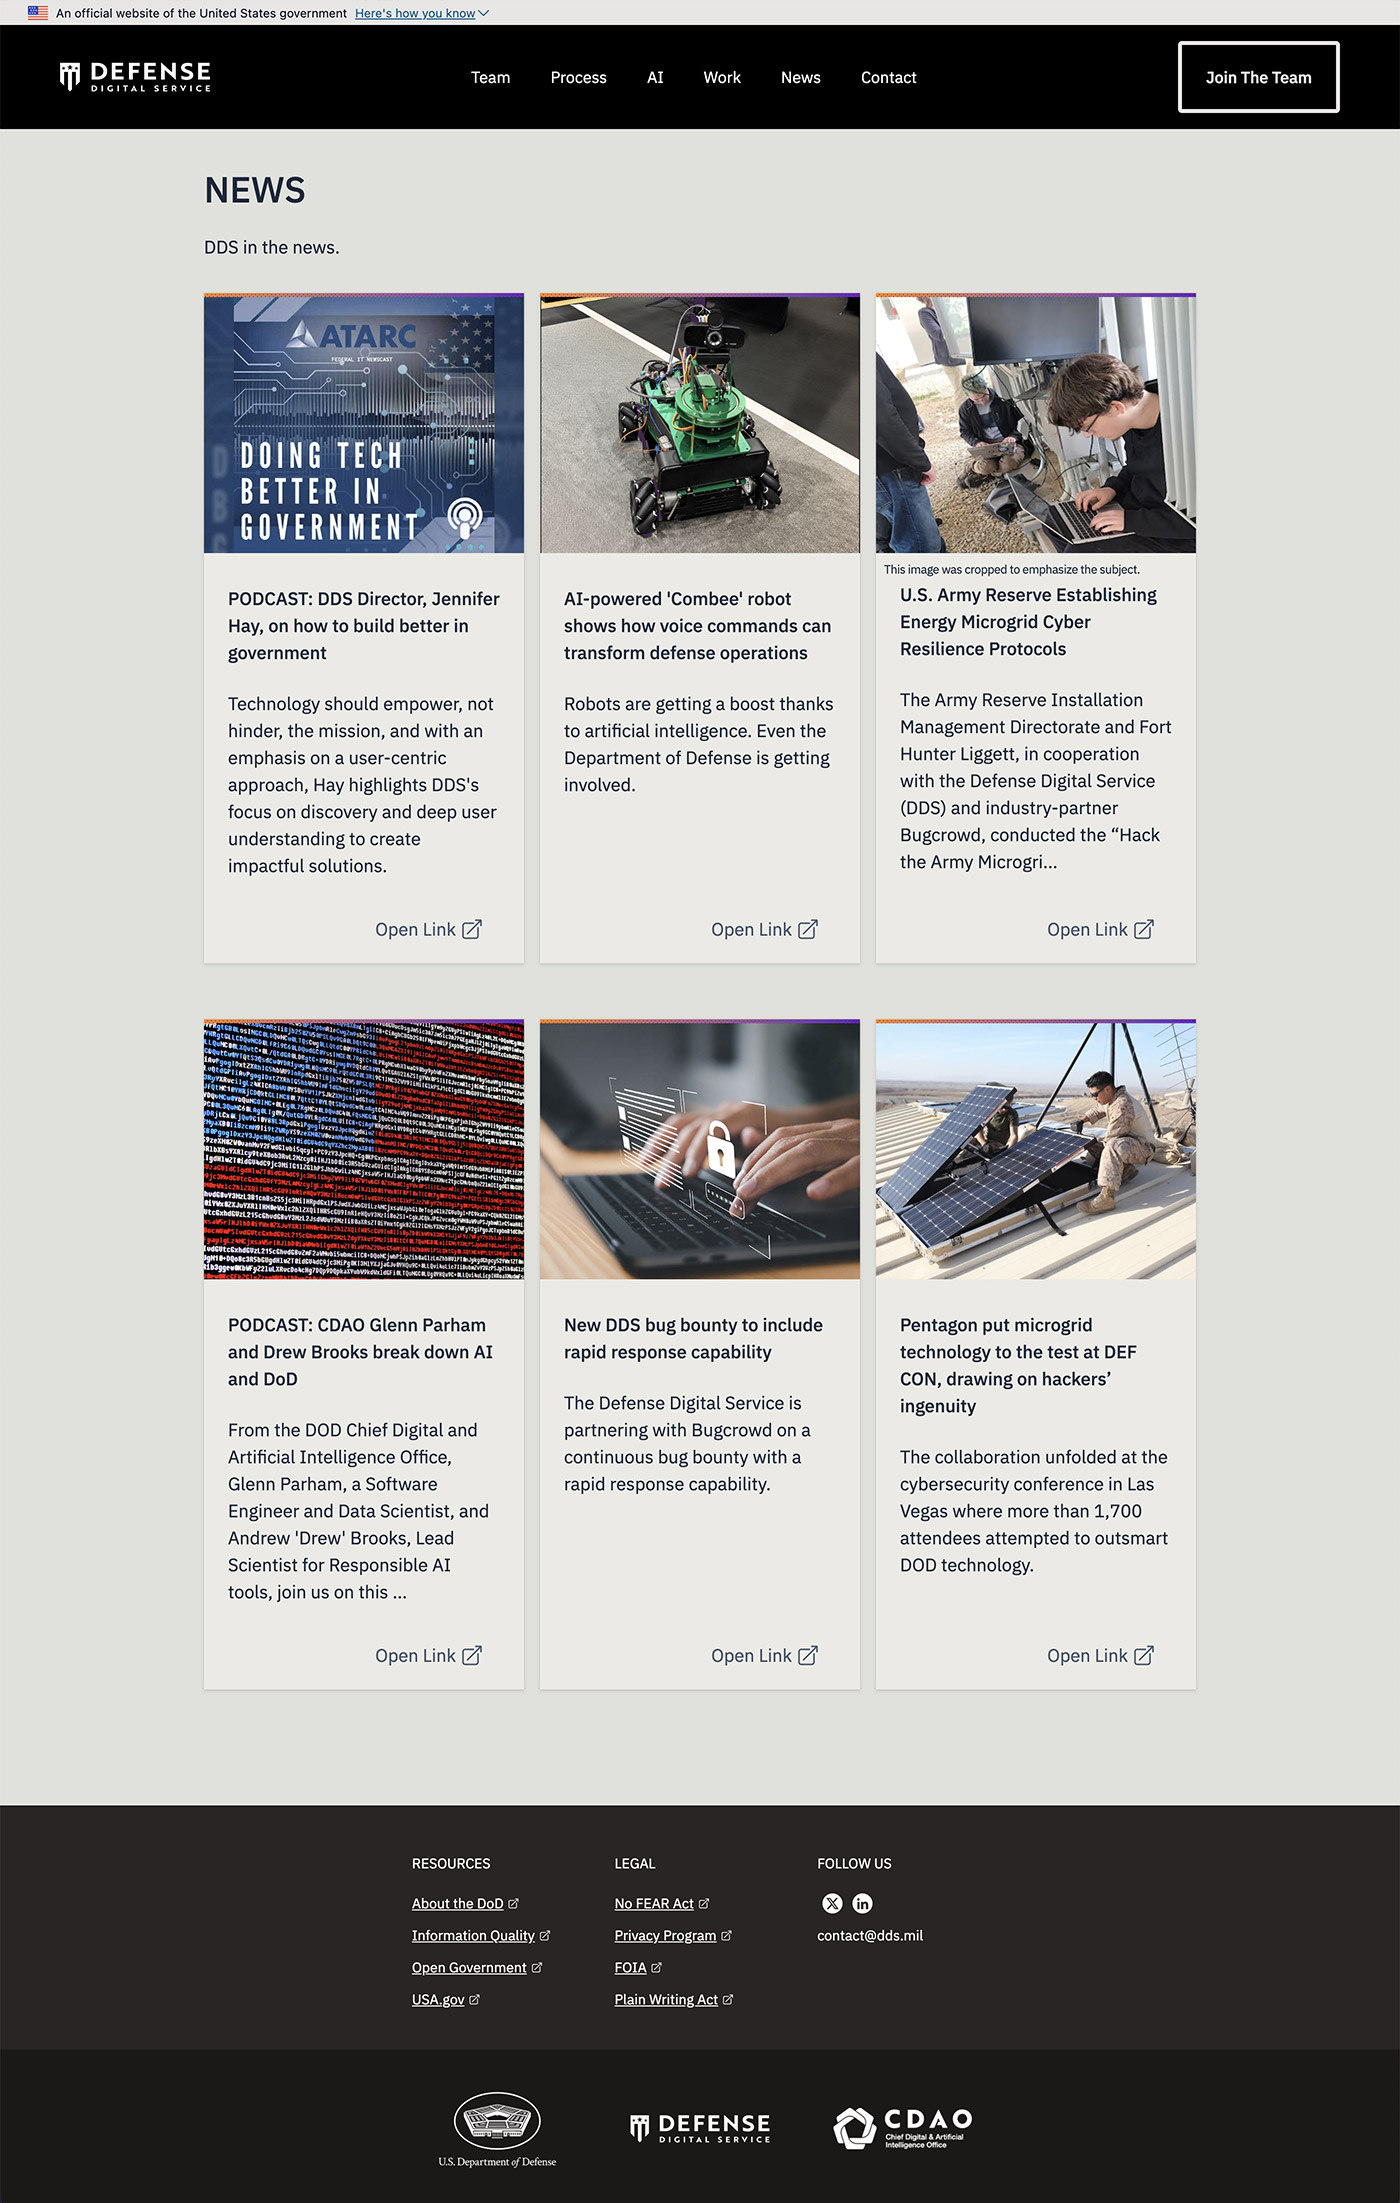 An official website of the United States government Here's how you know
DEFENSE
DIGITAL SERVICE
Team Process AI Work News Contact
Join The Team
NEWS
DDS in the news.
ATARC
FEDERAL IT NEWSCAST
DOING TECH
BETTER IN
GOVERNMENT
PODCAST: DDS Director, Jennifer
Hay, on how to build better in
government
Technology should empower, not
hinder, the mission, and with an
emphasis on a user-centric
approach, Hay highlights DDS's
focus on discovery and deep user
understanding to create
impactful solutions.
Open Link
AI-powered 'Combee' robot
shows how voice commands can
transform defense operations
Robots are getting a boost thanks
to artificial intelligence. Even the
Department of Defense is getting
involved.
Open Link
This image was cropped to emphasize the subject.
U.S. Army Reserve Establishing
Energy Microgrid Cyber
Resilience Protocols
The Army Reserve Installation
Management Directorate and Fort
Hunter Liggett, in cooperation
with the Defense Digital Service
(DDS) and industry-partner
Bugcrowd, conducted the “Hack
the Army Microgri...
Open Link
PODCAST: CDAO Glenn Parham
and Drew Brooks break down AI
and DoD
From the DOD Chief Digital and
Artificial Intelligence Office,
Glenn Parham, a Software
Engineer and Data Scientist, and
Andrew 'Drew' Brooks, Lead
Scientist for Responsible AI
tools, join us on this ...
Open Link
New DDS bug bounty to include
rapid response capability
The Defense Digital Service is
partnering with Bugcrowd on a
continuous bug bounty with a
rapid response capability.
Open Link
Pentagon put microgrid
technology to the test at DEF
CON, drawing on hackers’
ingenuity
The collaboration unfolded at the
cybersecurity conference in Las
Vegas where more than 1,700
attendees attempted to outsmart
DOD technology.
Open Link
RESOURCES
About the DoD
Information Quality
Open Government
USA.gov
LEGAL
No FEAR Act
Privacy Program
FOIA
Plain Writing Act
FOLLOW US
contact@dds.mil
U.S. Department of Defense
DEFENSE
DIGITAL SERVICE
CDAO
Chief Digital & Artificial
Intelligence Office